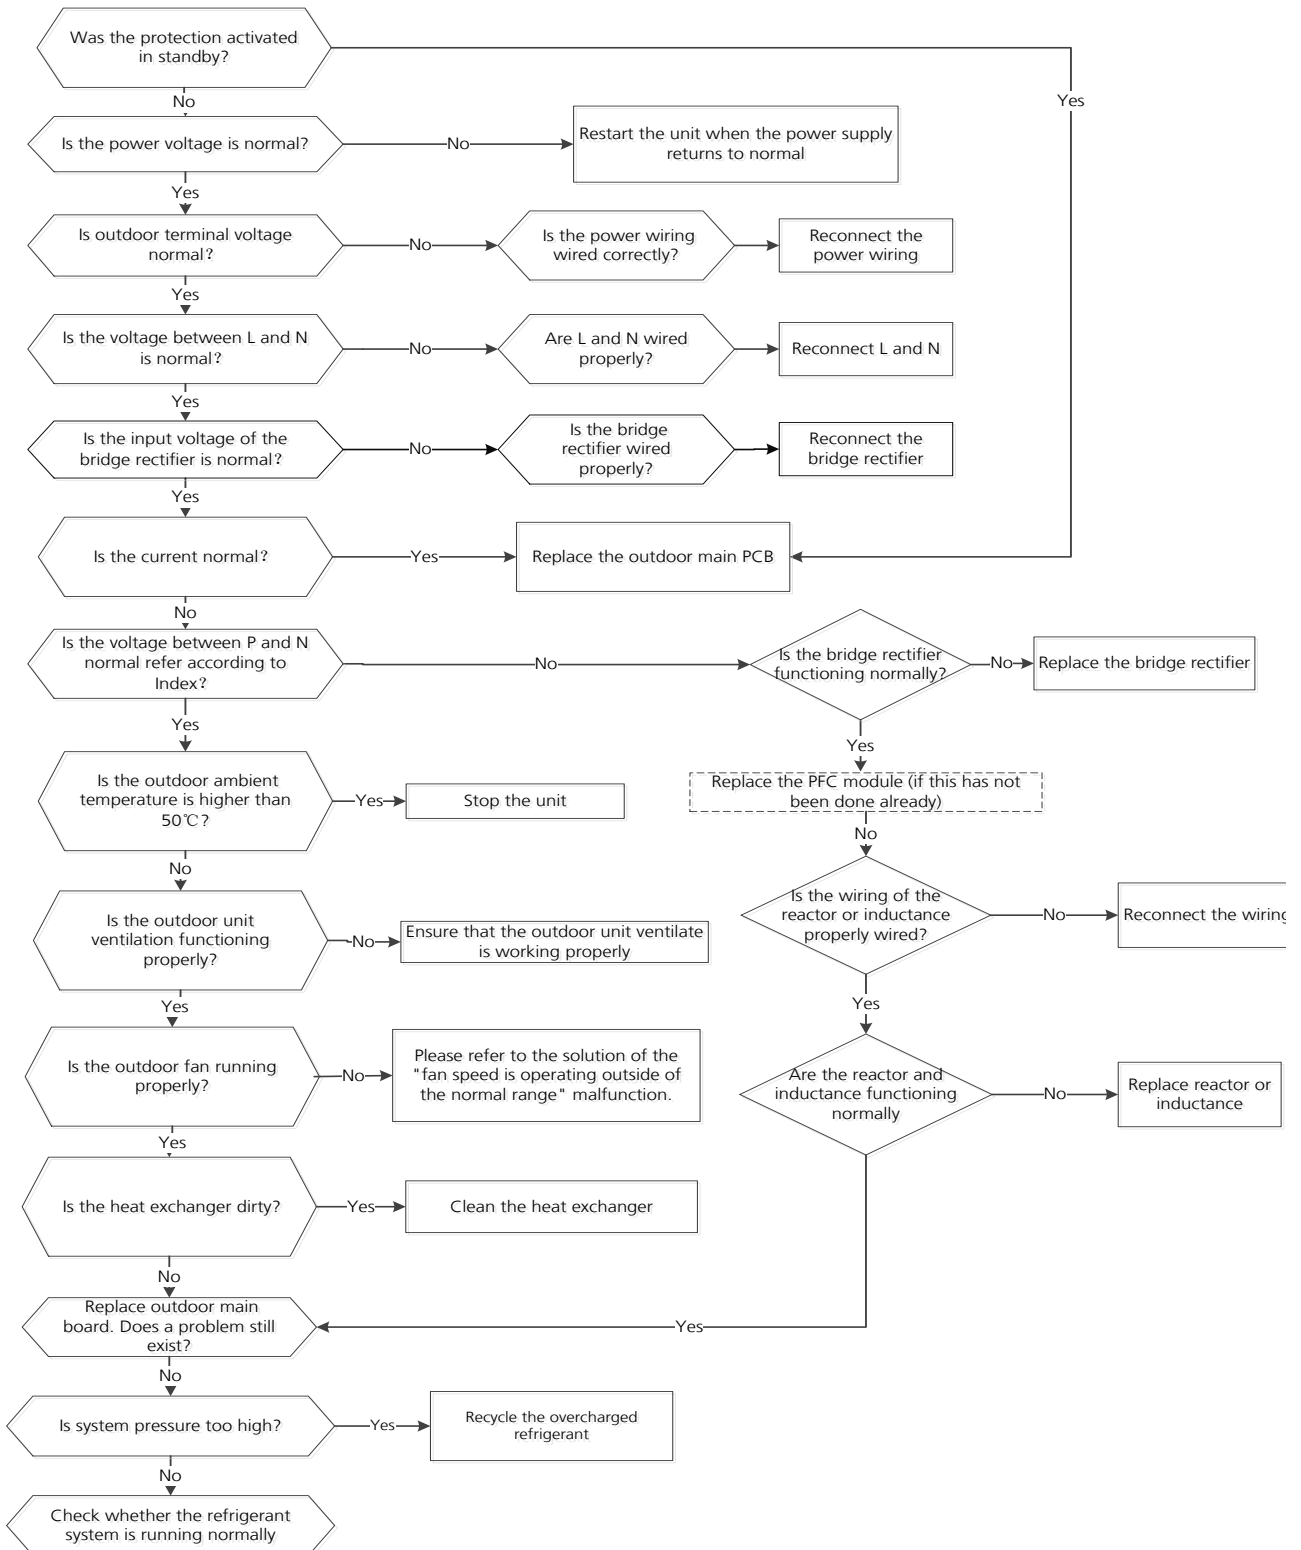 Was the protection activated
in standby?
Yes
No
Is the power voltage is normal?
No
Restart the unit when the power supply
returns to normal
Yes
Is outdoor terminal voltage
normal?
No
Is the power wiring
wired correctly?
Reconnect the
power wiring
Yes
Is the voltage between L and N
is normal?
No
Are L and N wired
properly?
Reconnect L and N
Yes
Is the input voltage of the
bridge rectifier is normal?
No
Is the bridge
rectifier wired
properly?
Reconnect the
bridge rectifier
Yes
Is the current normal?
Yes
Replace the outdoor main PCB
No
Is the voltage between P and N
normal refer according to
Index?
No
Is the bridge rectifier
functioning normally?
No
Replace the bridge rectifier
Yes
Yes
Is the outdoor ambient
temperature is higher than
50℃?
Yes
Stop the unit
Replace the PFC module (if this has not
been done already)
No
No
Is the outdoor unit
ventilation functioning
properly?
No
Ensure that the outdoor unit ventilate
is working properly
Is the wiring of the
reactor or inductance
properly wired?
No
Reconnect the wiring
Yes
Yes
Is the outdoor fan running
properly?
No
Please refer to the solution of the
"fan speed is operating outside of
the normal range" malfunction.
Are the reactor and
inductance functioning
normally
No
Replace reactor or
inductance
Yes
Is the heat exchanger dirty?
Yes
Clean the heat exchanger
No
Replace outdoor main
board. Does a problem still
exist?
Yes
No
Is system pressure too high?
Yes
Recycle the overcharged
refrigerant
No
Check whether the refrigerant
system is running normally